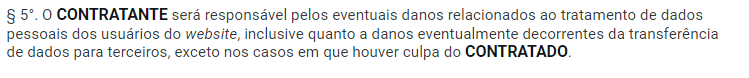 § 5°. O CONTRATANTE será responsável pelos eventuais danos relacionados ao tratamento de dados
pessoais dos usuários do website, inclusive quanto a danos eventualmente decorrentes da transferência
de dados para terceiros, exceto nos casos em que houver culpa do CONTRATADO.